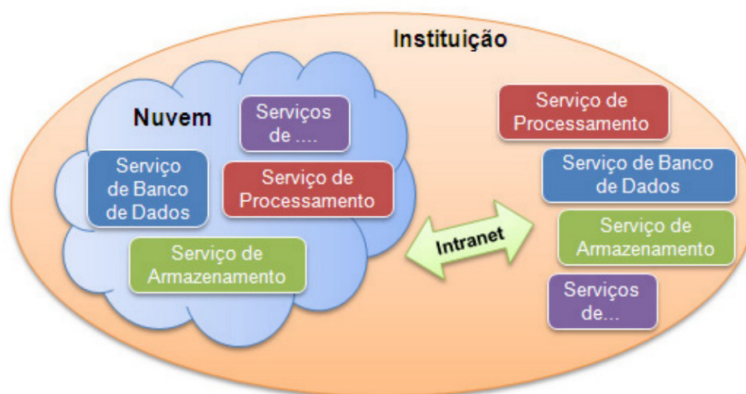 Instituição
Nuvem
Serviços
de ....
Serviço
de Banco
de Dados
Serviço de
Processamento
Serviço de
Armazenamento
Intranet
Serviço de
Processamento
Serviço de Banco
de Dados
Serviço de
Armazenamento
Serviços
de...